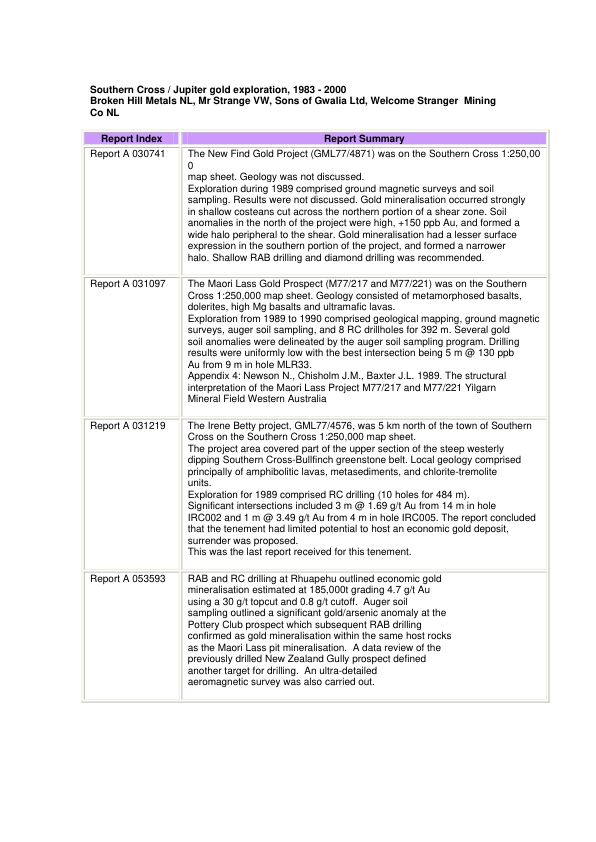 Southern Cross / Jupiter gold exploration, 1983 - 2000
Broken Hill Metals NL, Mr Strange VW, Sons of Gwalia Ltd, Welcome Stranger Mining
Co NL
Report Index
Report Summary
Report A 030741
The New Find Gold Project (GML77/4871) was on the Southern Cross 1:250,00
0
map sheet. Geology was not discussed.
Exploration during 1989 comprised ground magnetic surveys and soil
sampling. Results were not discussed. Gold mineralisation occurred strongly
in shallow costeans cut across the northern portion of a shear zone. Soil
anomalies in the north of the project were high, +150 ppb Au, and formed a
wide halo peripheral to the shear. Gold mineralisation had a lesser surface
expression in the southern portion of the project, and formed a narrower
halo. Shallow RAB drilling and diamond drilling was recommended.
Report A 031097
The Maori Lass Gold Prospect (M77/217 and M77/221) was on the Southern
Cross 1:250,000 map sheet. Geology consisted of metamorphosed basalts,
dolerites, high Mg basalts and ultramafic lavas.
Exploration from 1989 to 1990 comprised geological mapping, ground magnetic
surveys, auger soil sampling, and 8 RC drillholes for 392 m. Several gold
soil anomalies were delineated by the auger soil sampling program. Drilling
results were uniformly low with the best intersection being 5 m @ 130 ppb
Au from 9 m in hole MLR33.
Appendix 4: Newson N., Chisholm J.M., Baxter J.L. 1989. The structural
interpretation of the Maori Lass Project M77/217 and M77/221 Yilgarn
Mineral Field Western Australia
Report A 031219
The Irene Betty project, GML77/4576, was 5 km north of the town of Southern
Cross on the Southern Cross 1:250,000 map sheet.
The project area covered part of the upper section of the steep westerly
dipping Southern Cross-Bullfinch greenstone belt. Local geology comprised
principally of amphibolitic lavas, metasediments, and chlorite-tremolite
units.
Exploration for 1989 comprised RC drilling (10 holes for 484 m).
Significant intersections included 3 m @ 1.69 g/t Au from 14 m in hole
IRC002 and 1 m @ 3.49 g/t Au from 4 m in hole IRC005. The report concluded
that the tenement had limited potential to host an economic gold deposit,
surrender was proposed.
This was the last report received for this tenement.
Report A 053593
RAB and RC drilling at Rhuapehu outlined economic gold
mineralisation estimated at 185,000t grading 4.7 g/t Au
using a 30 g/t topcut and 0.8 g/t cutoff. Auger soil
sampling outlined a significant gold/arsenic anomaly at the
Pottery Club prospect which subsequent RAB drilling
confirmed as gold mineralisation within the same host rocks
as the Maori Lass pit mineralisation. A data review of the
previously drilled New Zealand Gully prospect defined
another target for drilling. An ultra-detailed
aeromagnetic survey was also carried out.